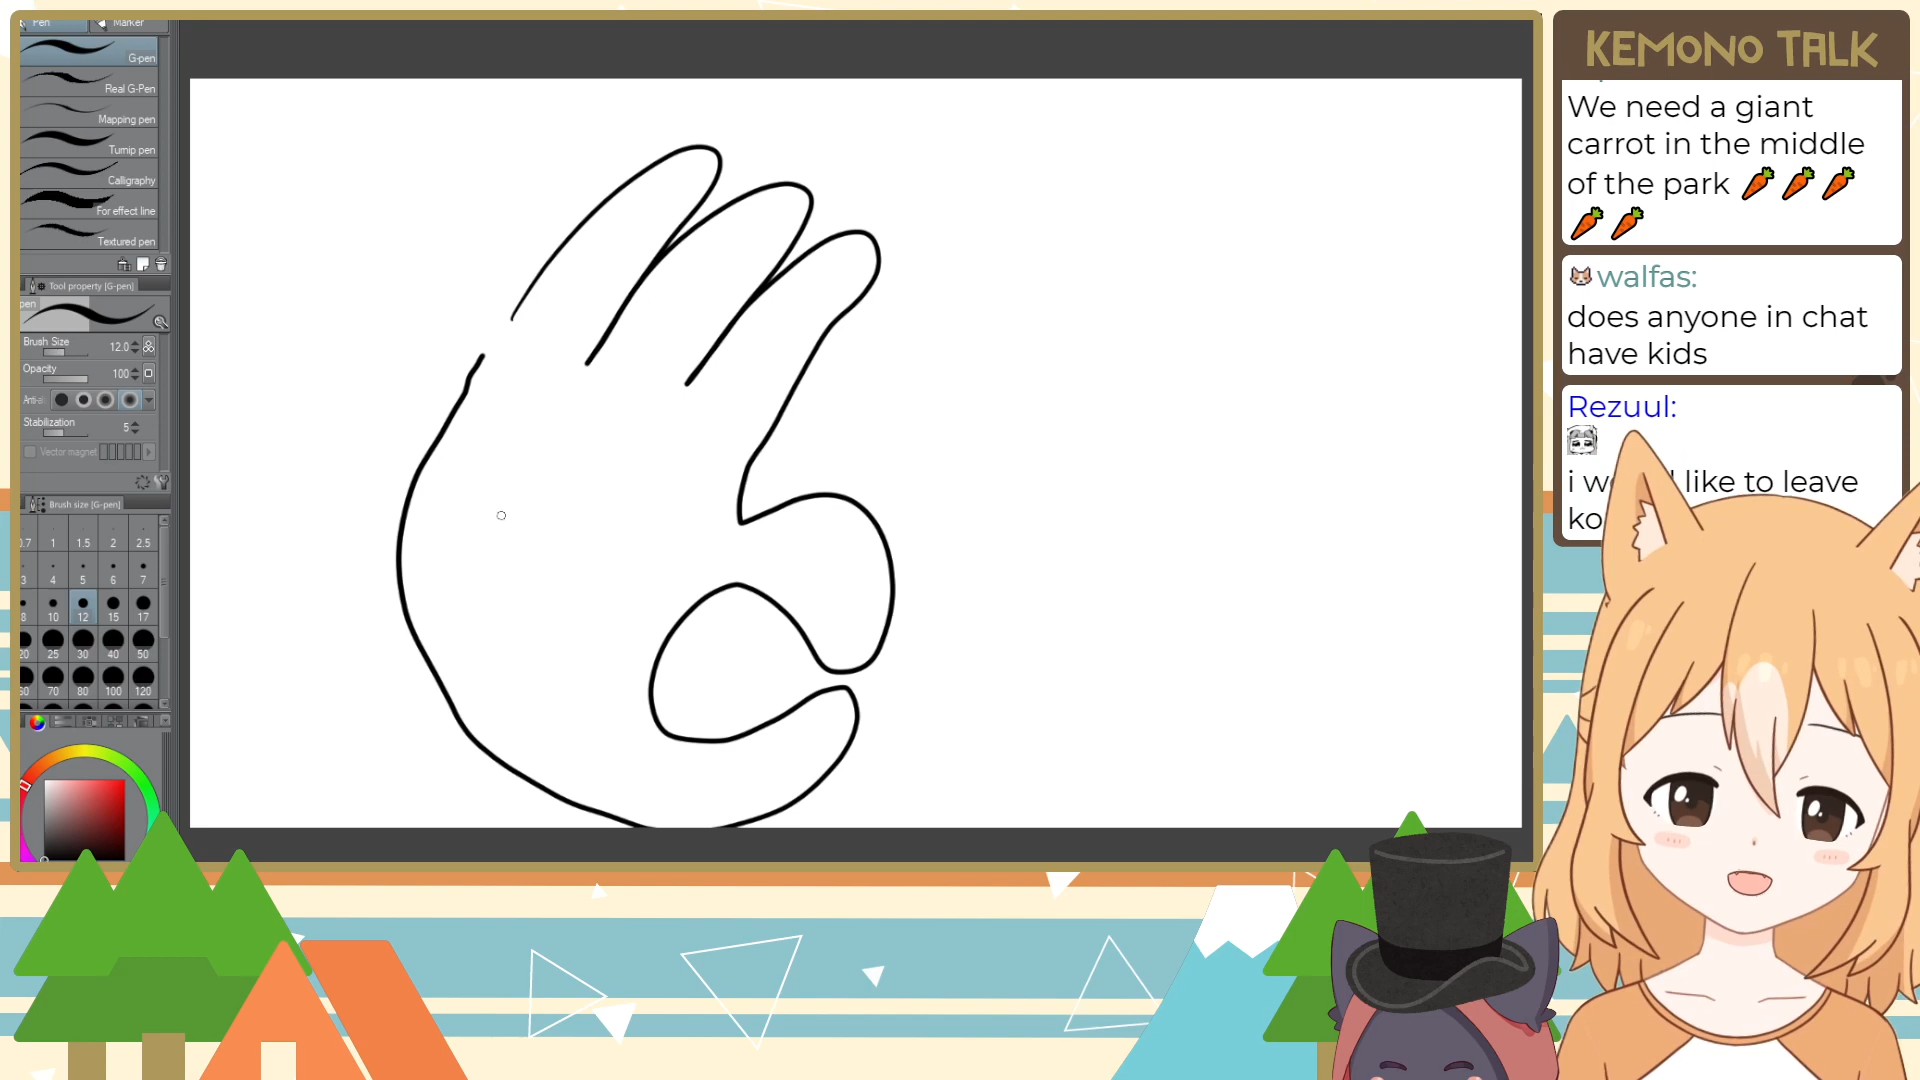 Pen Marker
G-pen
Real G-Pen
Mapping pen
Turnip pen
Calligraphy
For effect line
Textured pen
Tool property [G-pen]
pen
Brush Size 12.0
Opacity 100
Stabilization 5
Vector magnet
Brush size [G-pen]
0.7 1 1.5 2 2.5
3 4 5 6 7
8 10 12 15 17
20 25 30 40 50
60 70 80 100 120
KEMONO TALK
We need a giant
carrot in the middle
of the park 🥕🥕🥕
🥕🥕
walfas:
does anyone in chat
have kids
Rezuul:
i like to leave